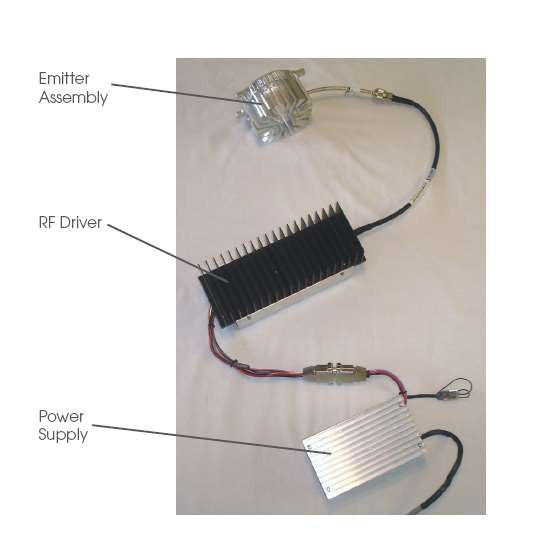 Emitter
Assembly
RF Driver
Power
Supply